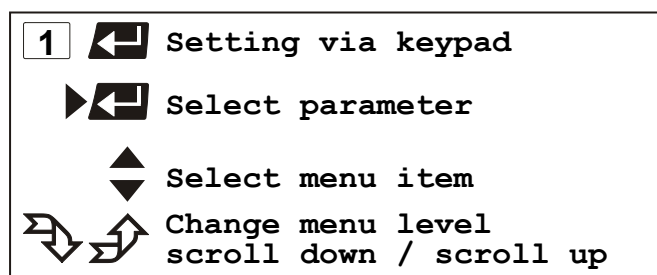 1 Setting via keypad
Select parameter
Select menu item
Change menu level
scroll down / scroll up